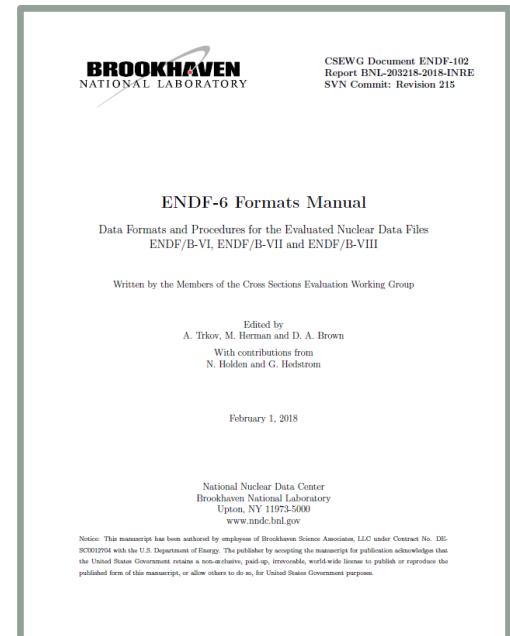 BROOKHAVEN
NATIONAL LABORATORY
CSEWG Document ENDF-102
Report BNL-203218-2018-INRE
SVN Commit: Revision 215
ENDF-6 Formats Manual
Data Formats and Procedures for the Evaluated Nuclear Data Files
ENDF/B-VI, ENDF/B-VII and ENDF/B-VIII
Written by the Members of the Cross Sections Evaluation Working Group
Edited by
A. Trkov, M. Herman and D. A. Brown
With contributions from
N. Holden and G. Hedstrom
February 1, 2018
National Nuclear Data Center
Brookhaven National Laboratory
Upton, NY 11973-5000
www.nndc.bnl.gov
Notice: This manuscript has been authored by employees of Brookhaven Science Associates, LLC under Contract No. DE-
SC0012704 with the U.S. Department of Energy. The publisher by accepting the manuscript for publication acknowledges that
the United States Government retains a non-exclusive, paid-up, irrevocable, world-wide license to publish or reproduce the
published form of this manuscript, or allow others to do so, for United States Government purposes.